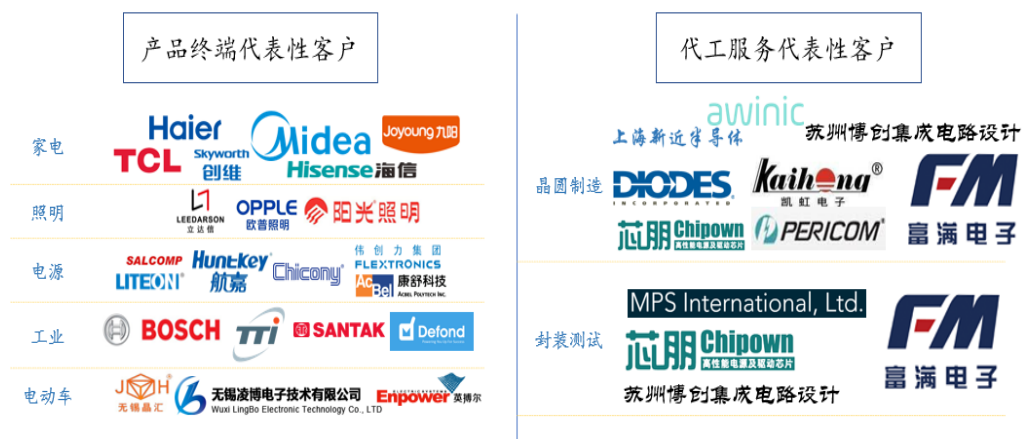 产品终端代表性客户
家电
Haier
Midea
Joyoung九阳
TCL
Skyworth
创维
Hisense海信
照明
LEEDARSON
立达信
OPPLE
欧普照明
阳光照明
电源
SALCOMP
LITEON®
Huntkey®
航嘉
Chicony®
伟创力集团
FLEXTRONICS
AcBel
康舒科技
ACBEL POLYTECH INC.
工业
BOSCH
TTi
SANTAK
Defond
电动车
JH®
无锡晶汇
无锡凌博电子技术有限公司
Wuxi LingBo Electronic Technology Co., LTD
Enpower 英搏尔
代工服务代表性客户
awinic
上海新近半导体
苏州博创集成电路设计
晶圆制造
DIODES
INCORPORATED
Kaihong®
凯虹电子
FM
富满电子
芯朋 Chipown
高性能电源及驱动芯片
PERICOM®
封装测试
MPS International, Ltd.
芯朋 Chipown
高性能电源及驱动芯片
FM
富满电子
苏州博创集成电路设计